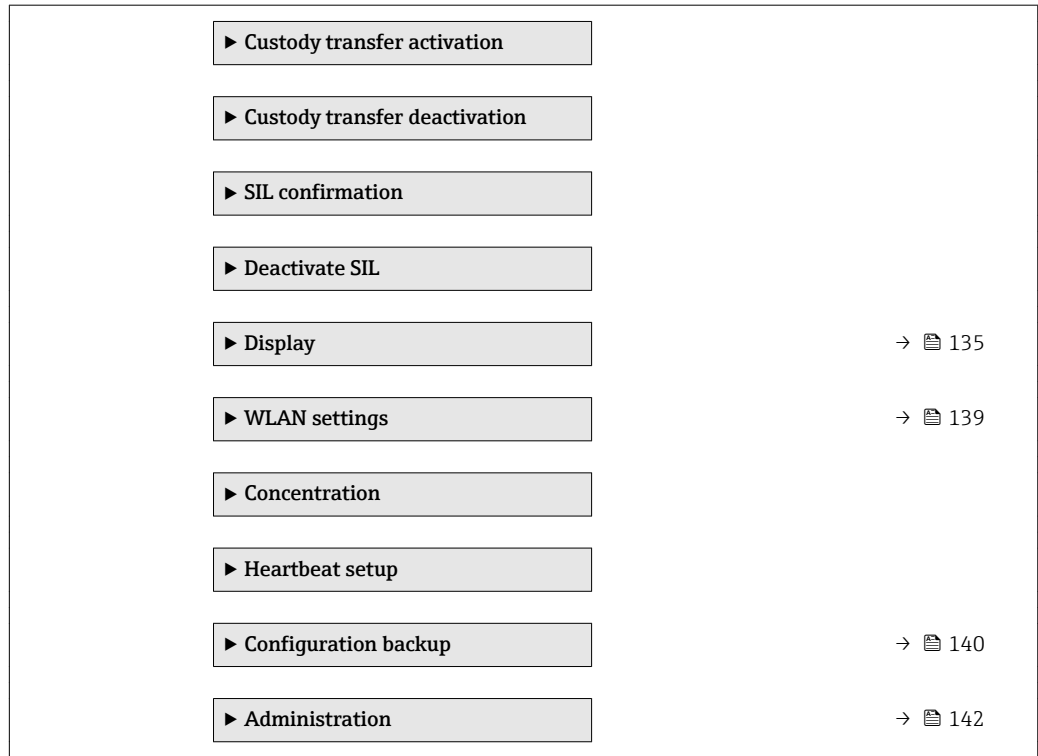 ▶ Custody transfer activation
▶ Custody transfer deactivation
▶ SIL confirmation
▶ Deactivate SIL
▶ Display → 135
▶ WLAN settings → 139
▶ Concentration
▶ Heartbeat setup
▶ Configuration backup → 140
▶ Administration → 142